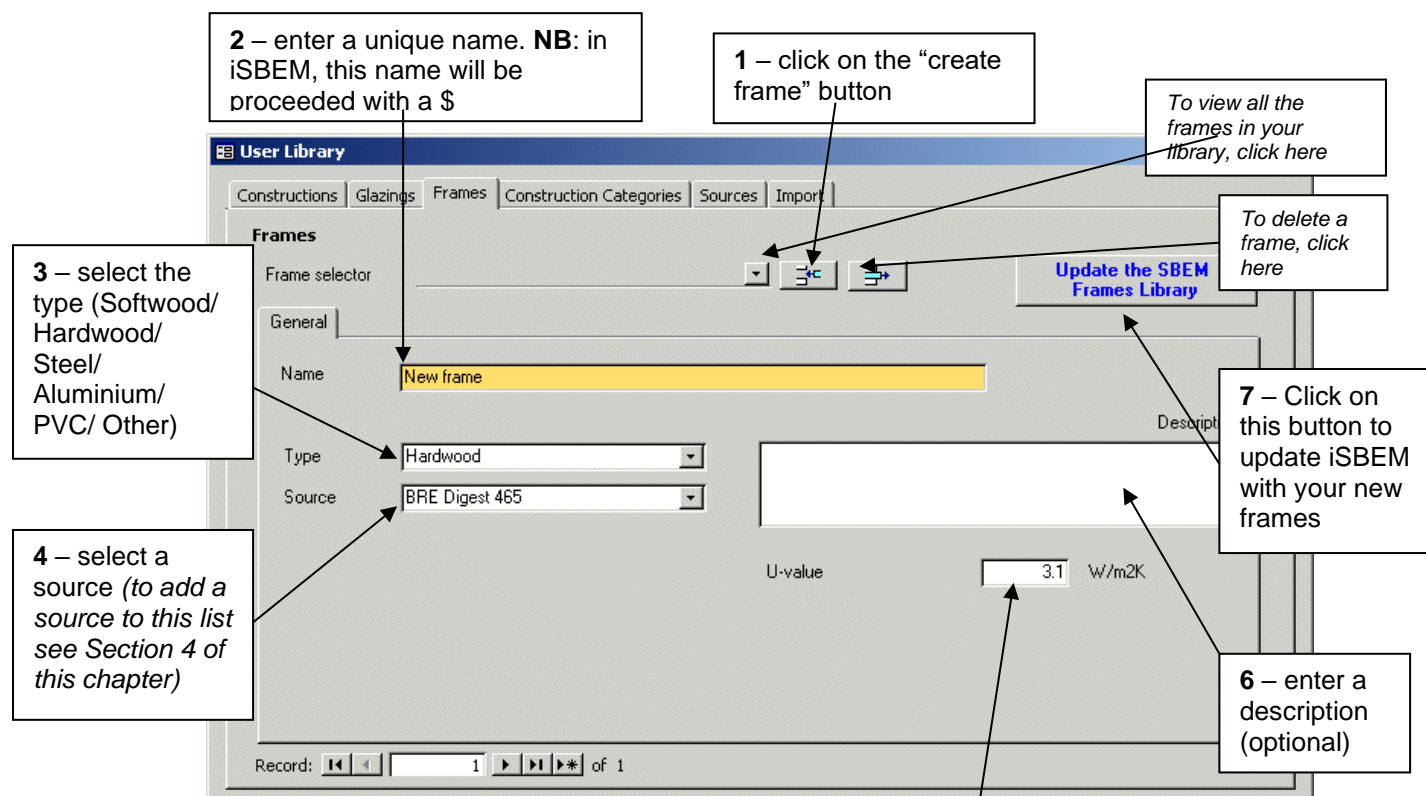 2 – enter a unique name. NB: in
iSBEM, this name will be
proceeded with a $
1 – click on the “create
frame” button
To view all the
frames in your
library, click here
User Library
Constructions Glazings Frames Construction Categories Sources Import
To delete a
frame, click
here
Frames
Frame selector
Update the SBEM
Frames Library
3 – select the
type (Softwood/
Hardwood/
Steel/
Aluminium/
PVC/ Other)
General
Name New frame
7 – Click on
this button to
update iSBEM
with your new
frames
Type Hardwood
Source BRE Digest 465
4 – select a
source (to add a
source to this list
see Section 4 of
this chapter)
U-value 3.1 W/m2K
6 – enter a
description
(optional)
Record: 1 of 1